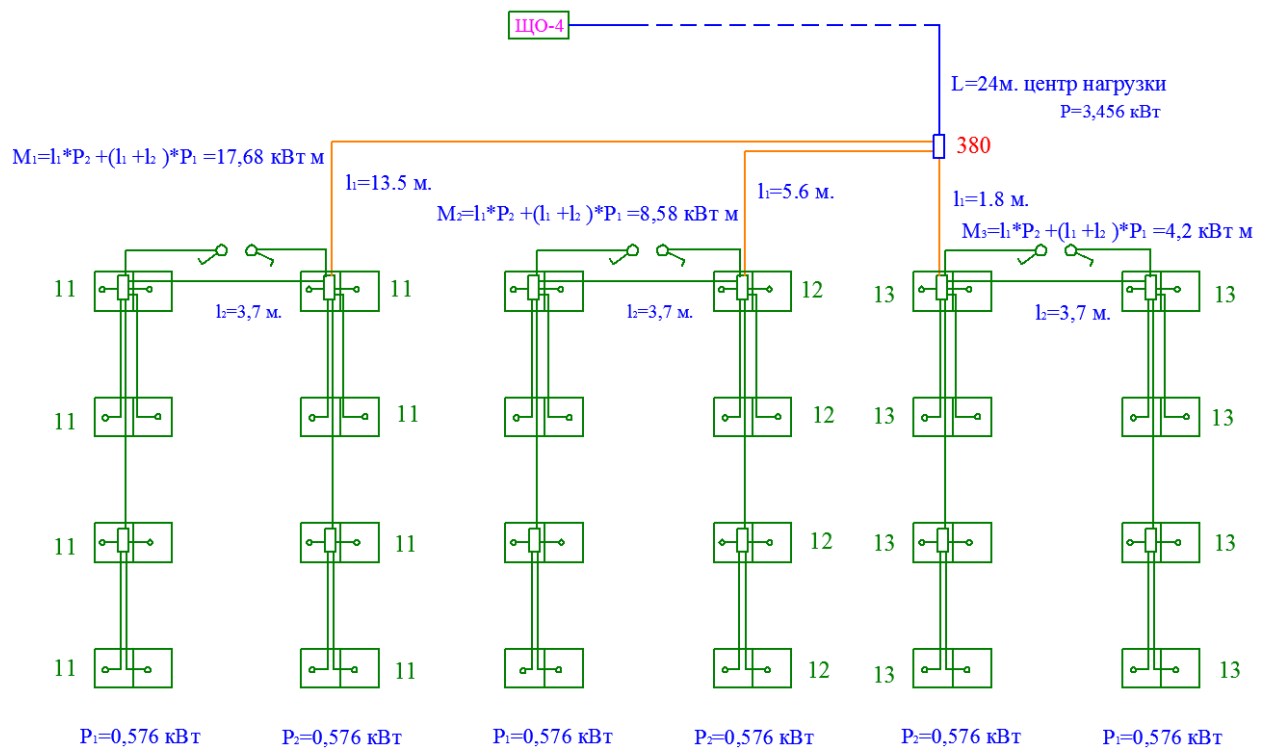 ЩО-4
L=24м. центр нагрузки
P=3,456 кВт
380
M₁=l₁*P₂ +(l₁ +l₂ )*P₁ =17,68 кВт м
l₁=13.5 м.
l₁=5.6 м.
l₁=1.8 м.
M₂=l₁*P₂ +(l₁ +l₂ )*P₁ =8,58 кВт м
M₃=l₁*P₂ +(l₁ +l₂ )*P₁ =4,2 кВт м
11 11 12 13 13
l₂=3,7 м. l₂=3,7 м. l₂=3,7 м.
11 11 12 13 13
11 11 12 13 13
11 11 12 13 13
P₁=0,576 кВт P₂=0,576 кВт P₁=0,576 кВт P₂=0,576 кВт P₂=0,576 кВт P₁=0,576 кВт